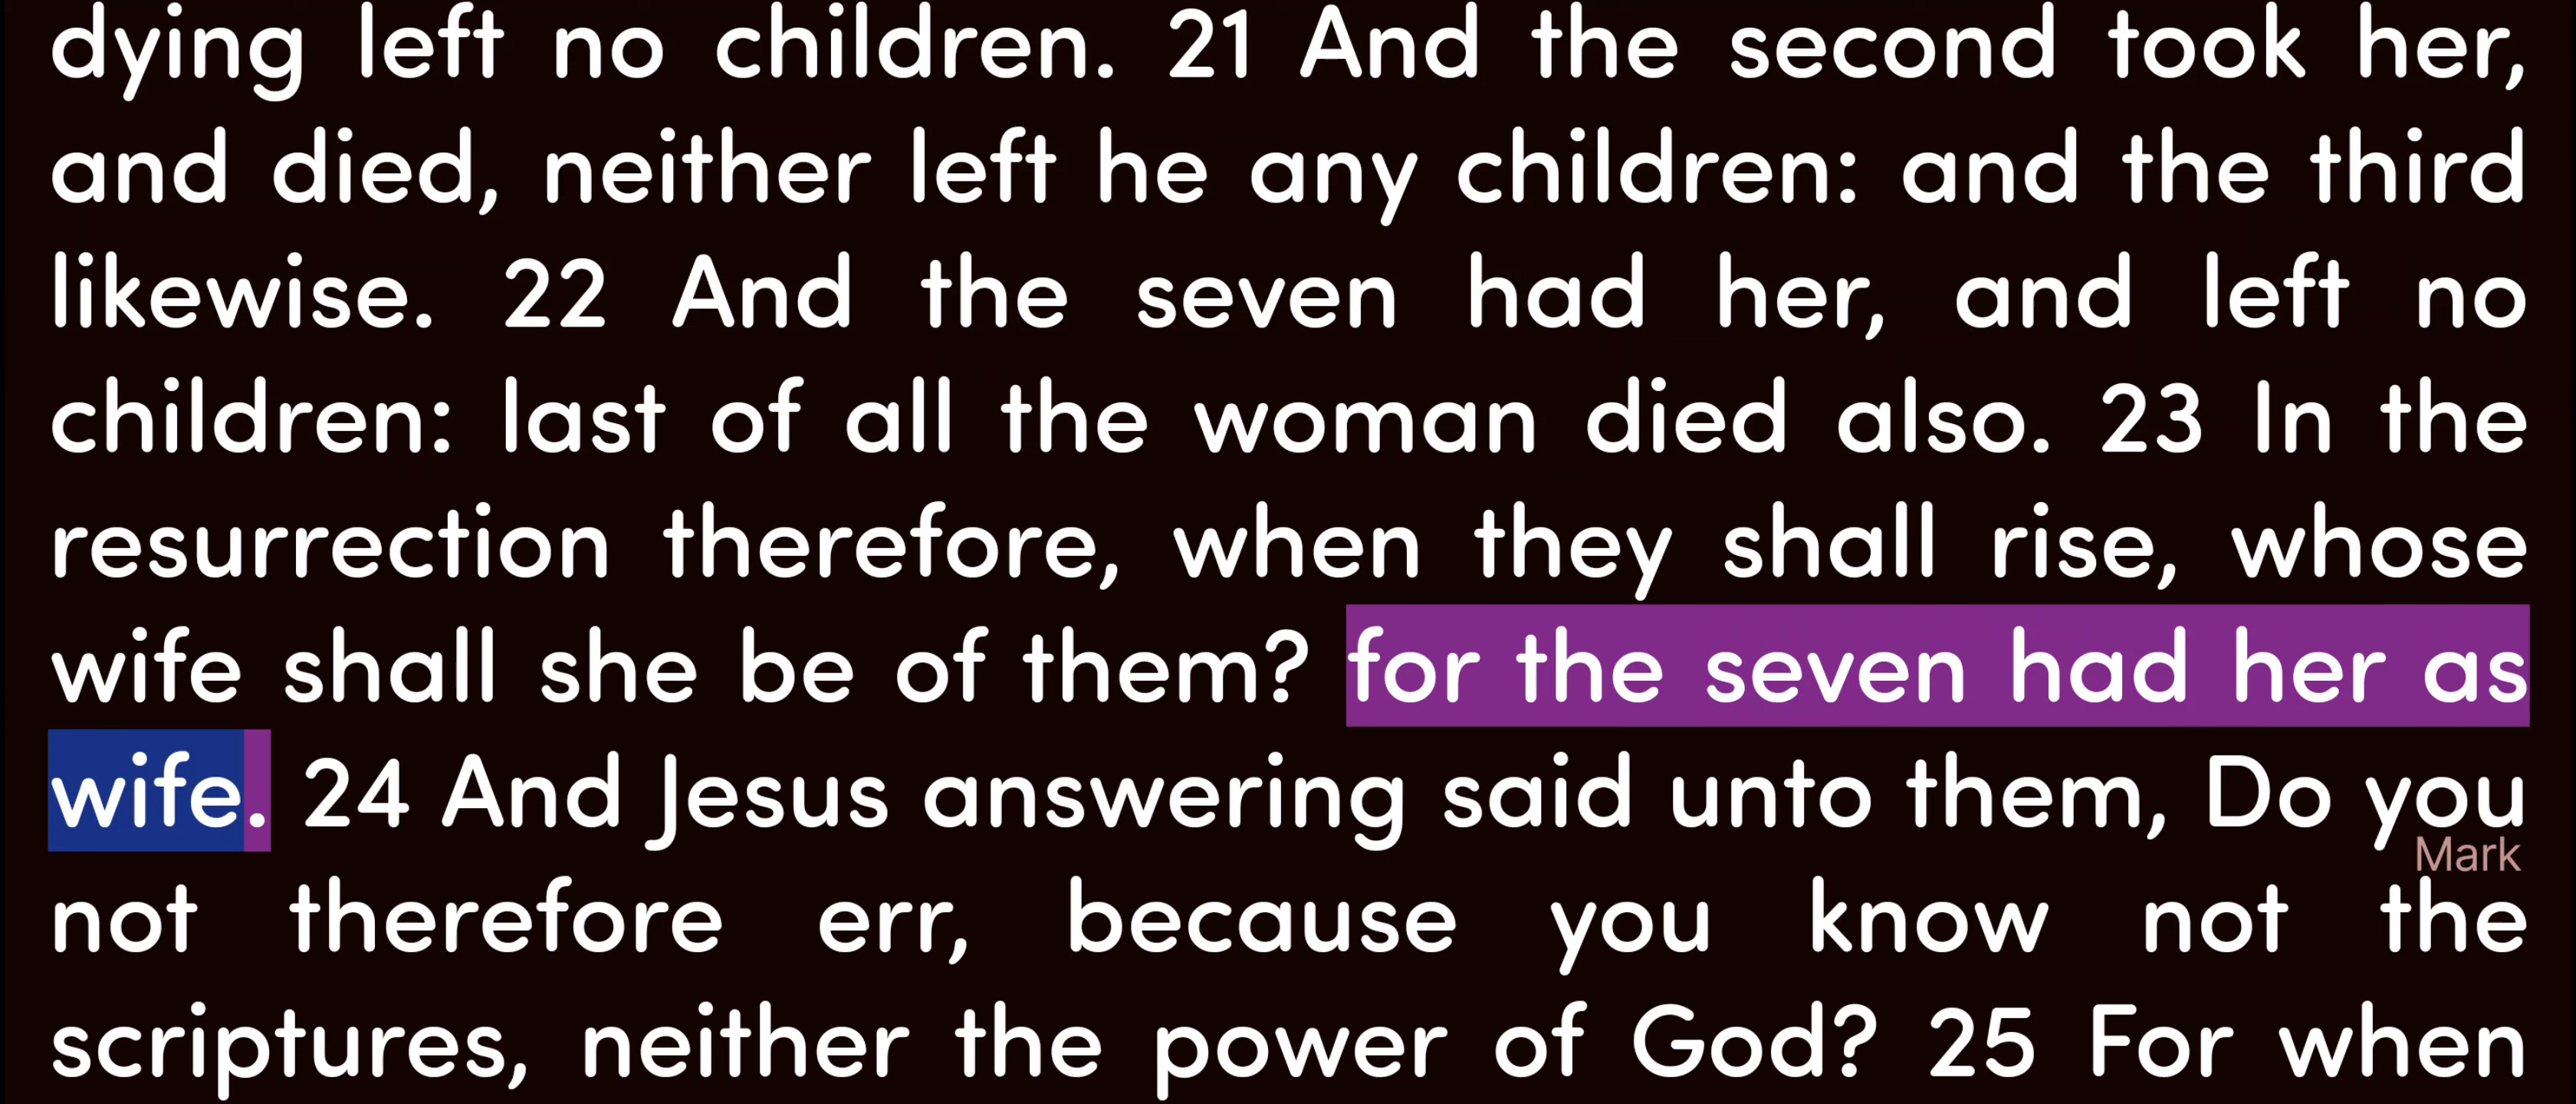 dying left no children. 21 And the second took her,
and died, neither left he any children: and the third
likewise. 22 And the seven had her, and left no
children: last of all the woman died also. 23 In the
resurrection therefore, when they shall rise, whose
wife shall she be of them? for the seven had her as
wife. 24 And Jesus answering said unto them, Do you
Mark
not therefore err, because you know not the
scriptures, neither the power of God? 25 For when